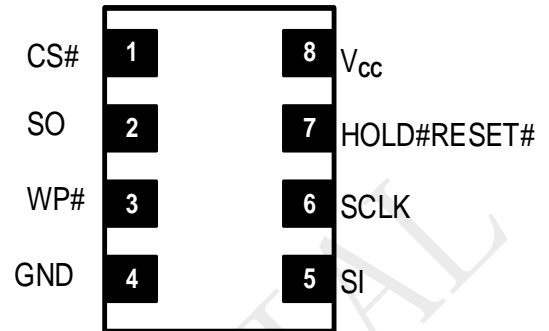 CS# 1 8 Vcc
SO 2 7 HOLD#RESET#
WP# 3 6 SCLK
GND 4 5 SI